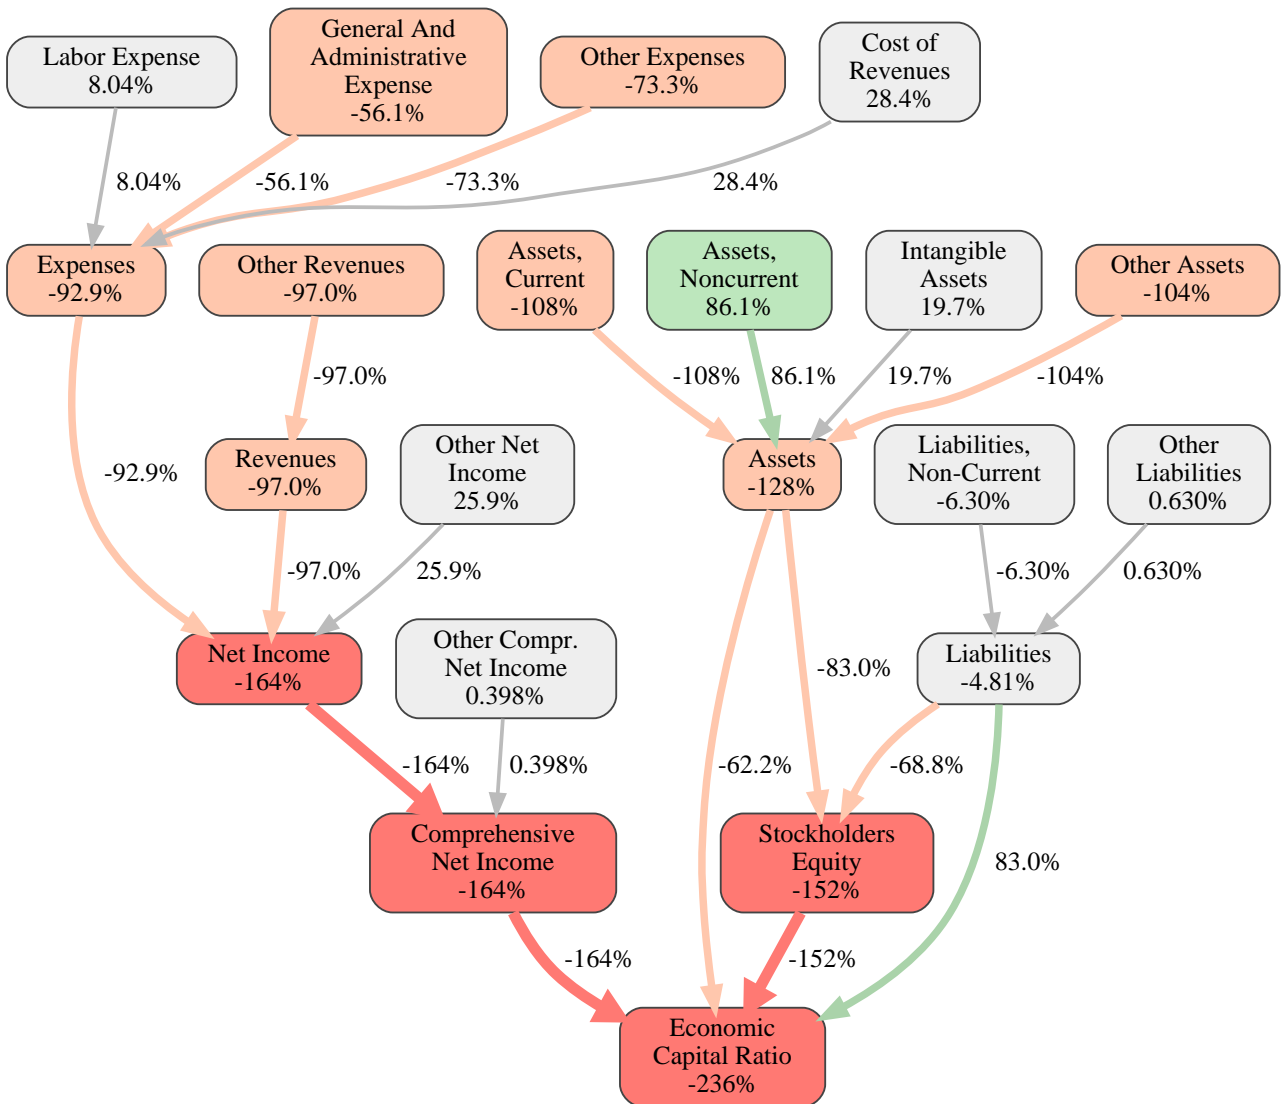 Labor Expense
8.04%
General And
Administrative
Expense
-56.1%
Other Expenses
-73.3%
Cost of
Revenues
28.4%
8.04%
-56.1%
-73.3%
28.4%
Expenses
-92.9%
Other Revenues
-97.0%
Assets,
Current
-108%
Assets,
Noncurrent
86.1%
Intangible
Assets
19.7%
Other Assets
-104%
-97.0%
-108%
86.1%
19.7%
-104%
-92.9%
Revenues
-97.0%
Other Net
Income
25.9%
Assets
-128%
Liabilities,
Non-Current
-6.30%
Other
Liabilities
0.630%
-97.0%
25.9%
-6.30%
0.630%
Net Income
-164%
Other Compr.
Net Income
0.398%
-83.0%
Liabilities
-4.81%
-164%
0.398%
-62.2%
-68.8%
Comprehensive
Net Income
-164%
Stockholders
Equity
-152%
83.0%
-164%
-152%
Economic
Capital Ratio
-236%